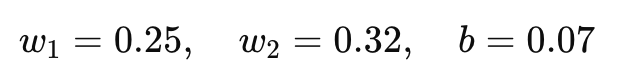 w₁ = 0.25, w₂ = 0.32, b = 0.07